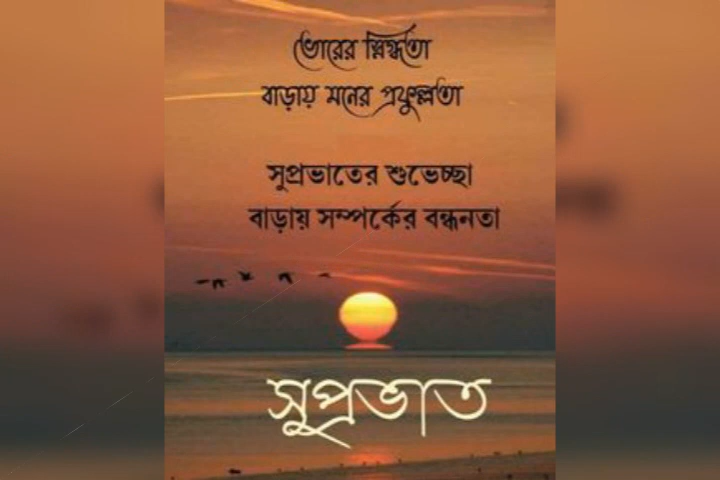 ভোরের স্নিগ্ধতা
বাড়ায় মনের প্রফুল্লতা
সুপ্রভাতের শুভেচ্ছা
বাড়ায় সম্পর্কের বন্ধনতা
সুপ্রভাত